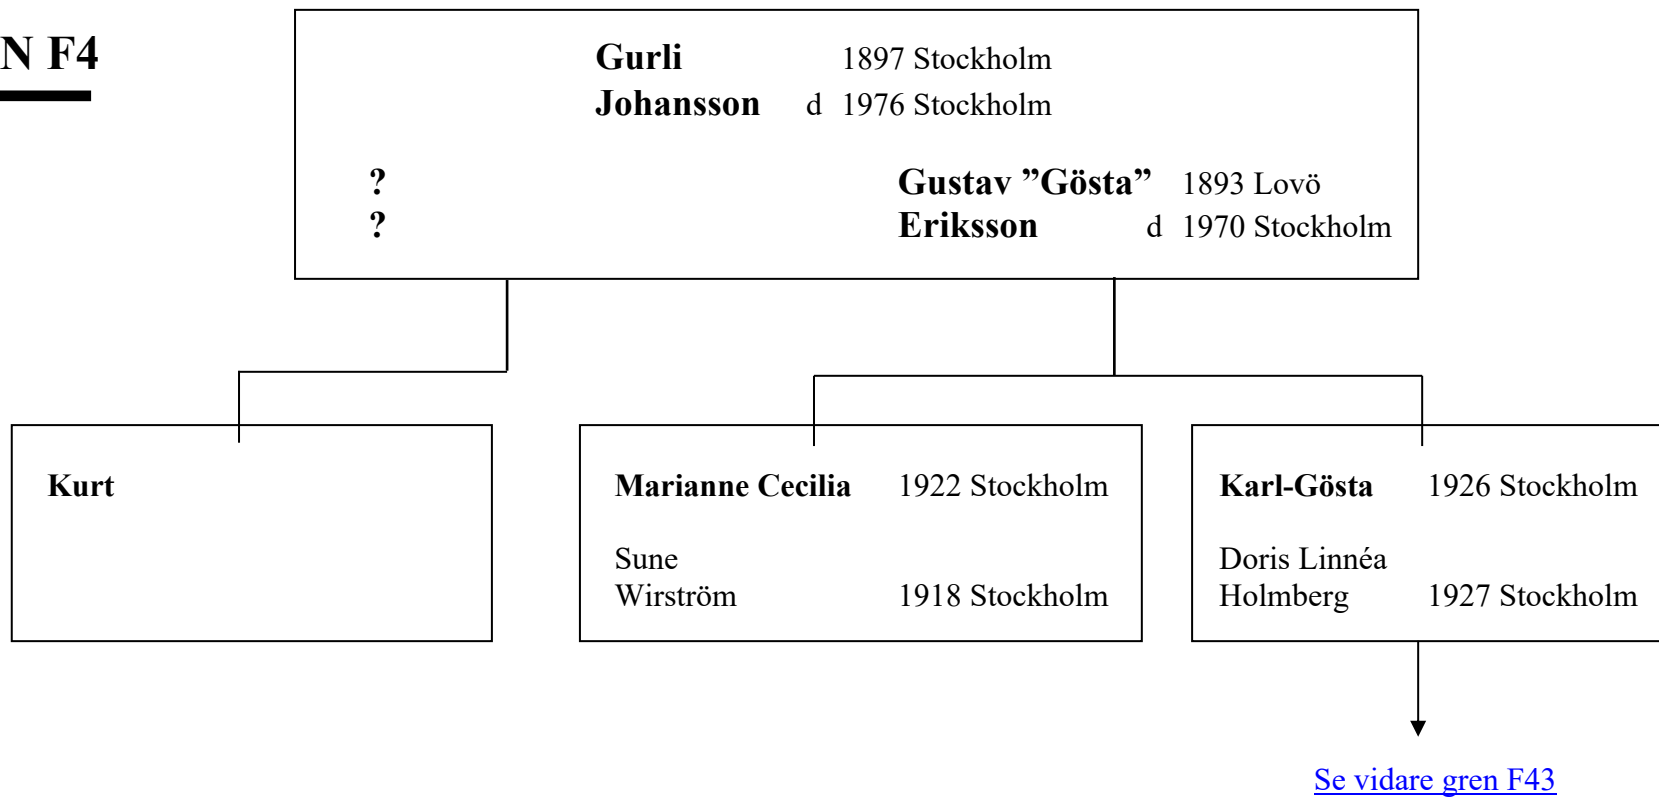 N F4
Gurli 1897 Stockholm
Johansson d 1976 Stockholm
? Gustav ”Gösta” 1893 Lovö
? Eriksson d 1970 Stockholm
Kurt
Marianne Cecilia 1922 Stockholm
Sune
Wirström 1918 Stockholm
Karl-Gösta 1926 Stockholm
Doris Linnéa
Holmberg 1927 Stockholm
Se vidare gren F43